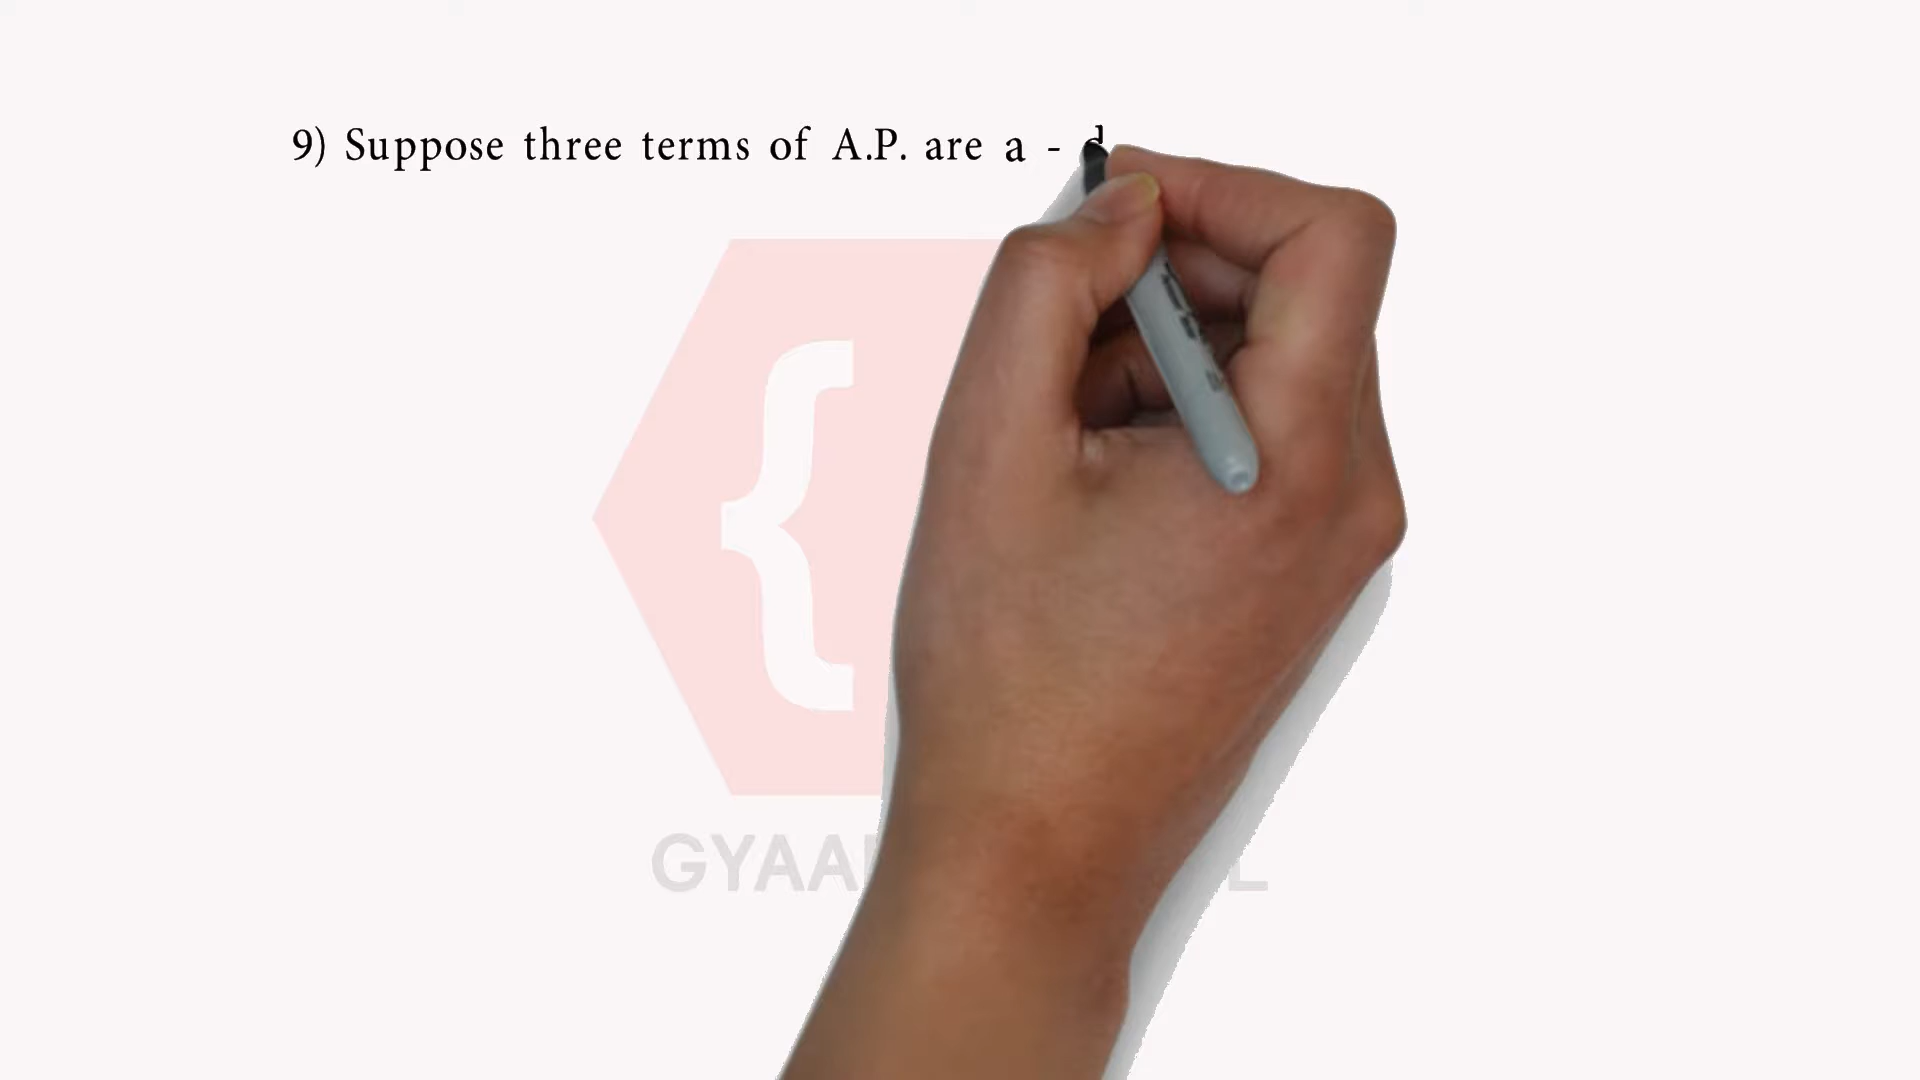 9) Suppose three terms of A.P. are a - d
{